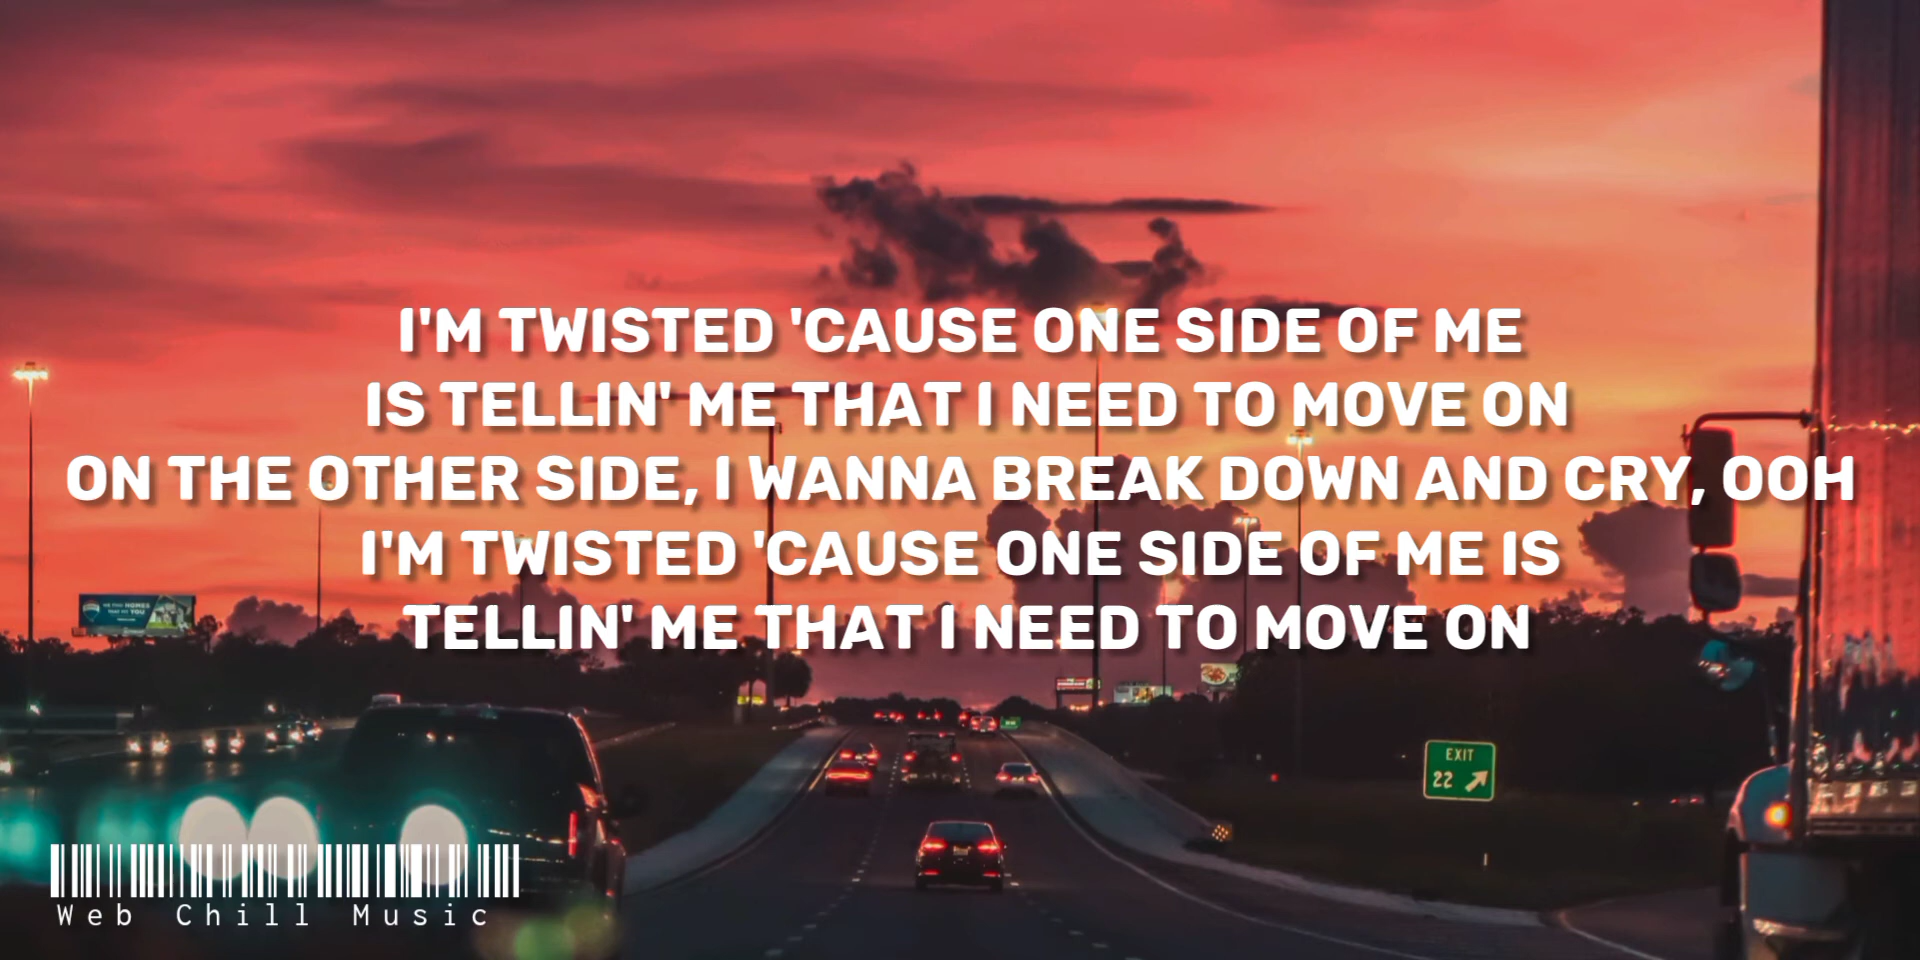 I'M TWISTED 'CAUSE ONE SIDE OF ME
IS TELLIN' ME THAT I NEED TO MOVE ON
ON THE OTHER SIDE, I WANNA BREAK DOWN AND CRY, OOH
I'M TWISTED 'CAUSE ONE SIDE OF ME IS
TELLIN' ME THAT I NEED TO MOVE ON
EXIT
22
Web Chill Music